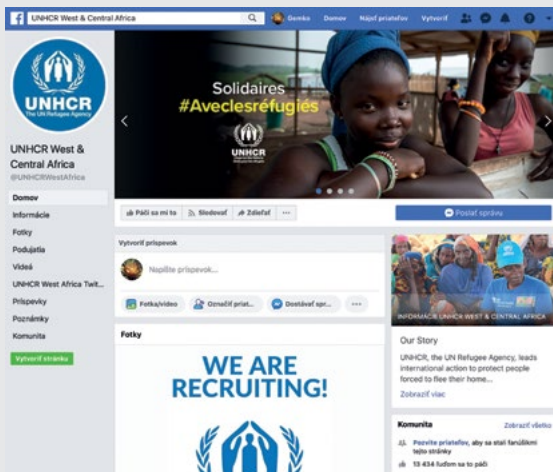 UNHCR West & Central Africa
Gemko Domov Nájsť priateľov Vytvoriť
UNHCR
The UN Refugee Agency
Solidaires
#Aveclesréfugiés
UNHCR
UNHCR West &
Central Africa
@UNHCRWestAfrica
Domov
Informácie
Fotky
Podujatia
Videá
UNHCR West Africa Twit...
Príspevky
Poznámky
Komunita
Vytvoriť stránku
Páči sa mi to Sledovať Zdieľať ...
Poslať správu
Vytvoriť príspevok
Napíšte príspevok...
Fotka/video Označiť priat... Dostávať spr... ...
Fotky
WE ARE
RECRUITING!
INFORMÁCIE UNHCR WEST & CENTRAL AFRICA
Our Story
UNHCR, the UN Refugee Agency, leads
international action to protect people
forced to flee their home...
Zobraziť viac
Komunita Zobraziť všetko
Pozvite priateľov, aby sa stali fanúšikmi
tejto stránky
13 434 ľuďom sa to páči